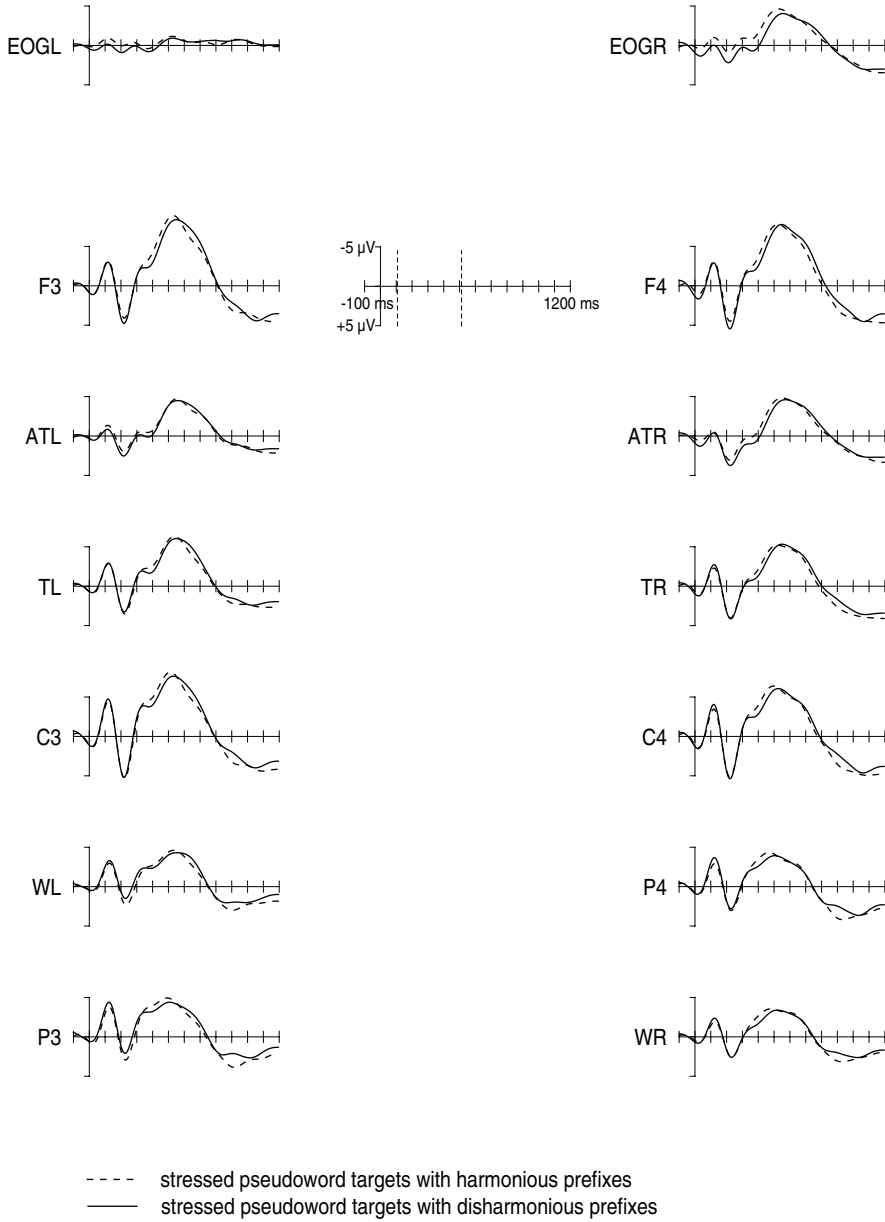 EOGL
EOGR
-5 µV
F3
F4
-100 ms
1200 ms
+5 µV
ATL
ATR
TL
TR
C3
C4
WL
P4
P3
WR
stressed pseudoword targets with harmonious prefixes
stressed pseudoword targets with disharmonious prefixes